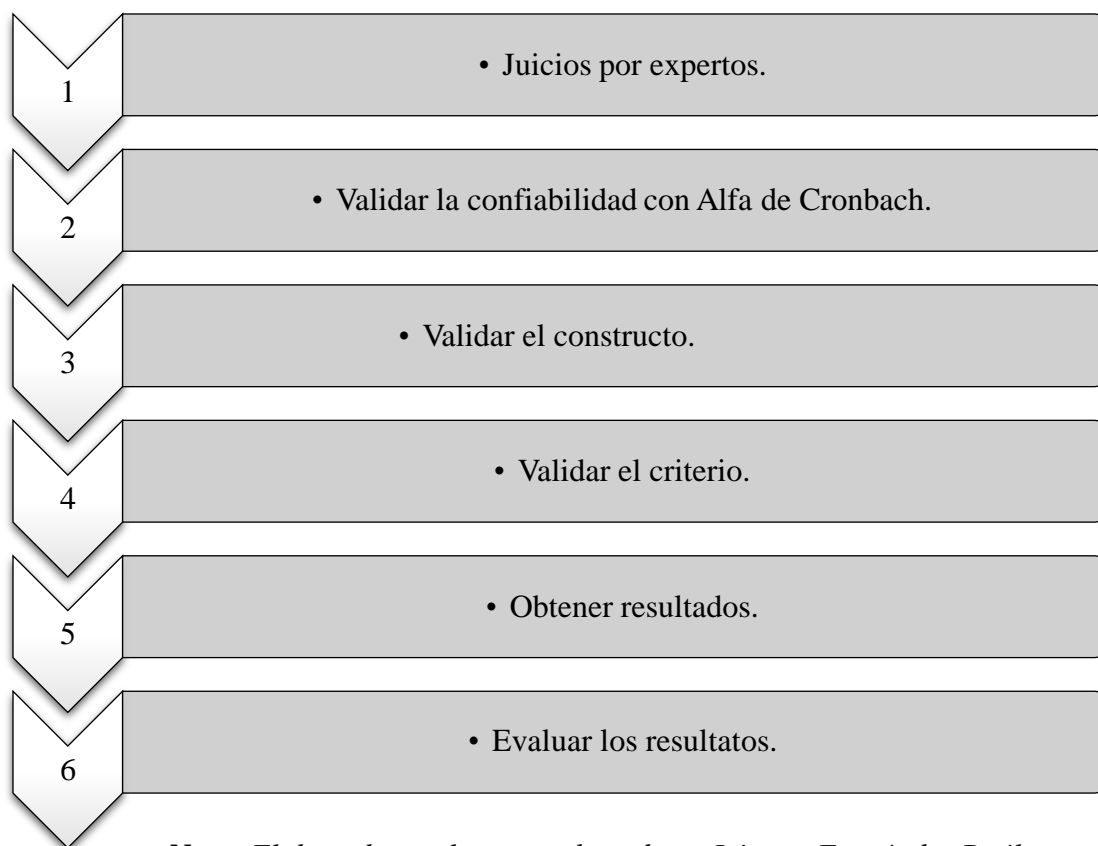 1
• Juicios por expertos.
2
• Validar la confiabilidad con Alfa de Cronbach.
3
• Validar el constructo.
4
• Validar el criterio.
5
• Obtener resultados.
6
• Evaluar los resultatos.